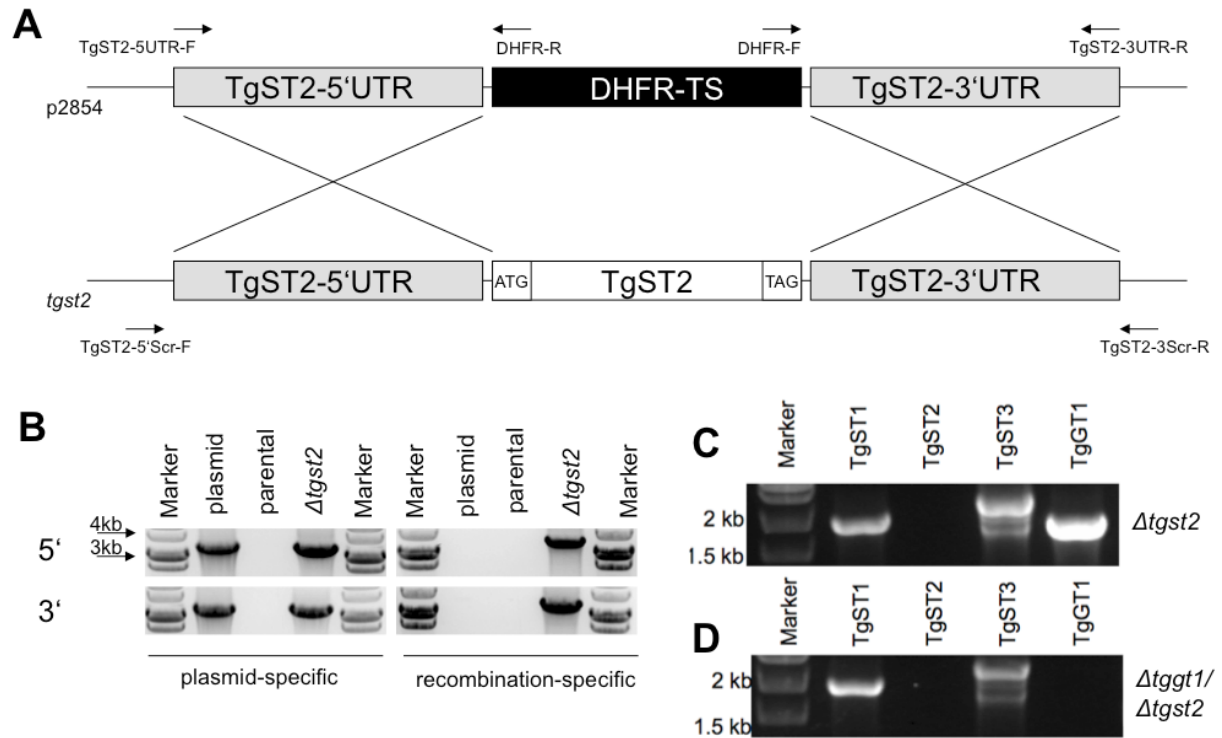 A
TgST2-5UTR-F
DHFR-R
DHFR-F
TgST2-3UTR-R
TgST2-5‘UTR
DHFR-TS
TgST2-3‘UTR
p2854
TgST2-5‘UTR
ATG
TgST2
TAG
TgST2-3‘UTR
tgst2
TgST2-5‘Scr-F
TgST2-3Scr-R
B
Marker
plasmid
parental
Δtgst2
Marker
Marker
plasmid
parental
Δtgst2
Marker
4kb
3kb
5‘
3‘
plasmid-specific
recombination-specific
C
Marker
TgST1
TgST2
TgST3
TgGT1
2 kb
1.5 kb
Δtgst2
D
Marker
TgST1
TgST2
TgST3
TgGT1
2 kb
1.5 kb
Δtggt1/
Δtgst2